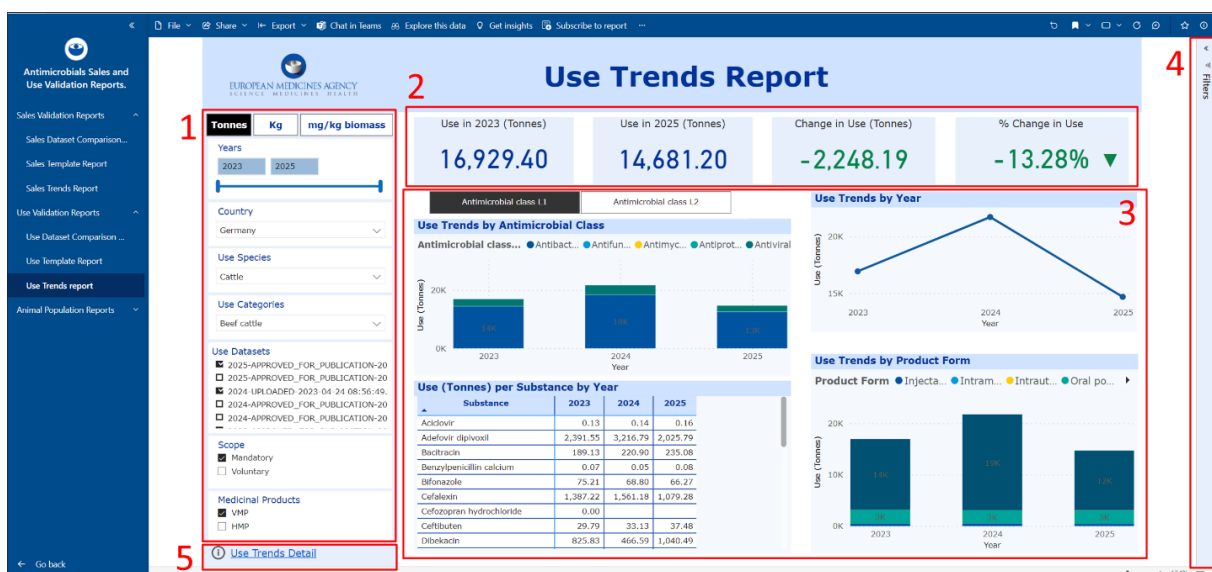 File Share Export Chat in Teams Explore this data Get insights Subscribe to report ...
Antimicrobials Sales and
Use Validation Reports.
Sales Validation Reports
Sales Dataset Comparison...
Sales Template Report
Sales Trends Report
Use Validation Reports
Use Dataset Comparison ...
Use Template Report
Use Trends report
Animal Population Reports
Go back
EUROPEAN MEDICINES AGENCY
SCIENCE MEDICINES HEALTH
Use Trends Report
1
Tonnes Kg mg/kg biomass
Years
2023 2025
Country
Germany
Use Species
Cattle
Use Categories
Beef cattle
Use Datasets
2025-APPROVED_FOR_PUBLICATION-20
2025-APPROVED_FOR_PUBLICATION-20
2024-UPLOADED-2023-04-24 08:56:49.
2024-APPROVED_FOR_PUBLICATION-20
2024-APPROVED_FOR_PUBLICATION-20
Scope
Mandatory
Voluntary
Medicinal Products
VMP
HMP
5
Use Trends Detail
2
Use in 2023 (Tonnes)
16,929.40
Use in 2025 (Tonnes)
14,681.20
Change in Use (Tonnes)
-2,248.19
% Change in Use
-13.28% ▼
3
Antimicrobial class L1 Antimicrobial class L2
Use Trends by Antimicrobial Class
Antimicrobial class... Antibact... Antifun... Antimyc... Antiprot... Antiviral
Use (Tonnes)
20K
0K
14K
18K
13K
2023 2024 2025
Year
Use (Tonnes) per Substance by Year
Substance 2023 2024 2025
Aciclovir 0.13 0.14 0.16
Adefovir dipivoxil 2,391.55 3,216.79 2,025.79
Bacitracin 189.13 220.90 235.08
Benzylpenicillin calcium 0.07 0.05 0.08
Bifonazole 75.21 68.80 66.27
Cefalexin 1,387.22 1,561.18 1,079.28
Cefozopran hydrochloride 0.00
Ceftibuten 29.79 33.13 37.48
Dibekacin 825.83 466.59 1,040.49
Use Trends by Year
Use (Tonnes)
20K
15K
2023 2024 2025
Year
Use Trends by Product Form
Product Form Injecta... Intram... Intraut... Oral po...
Use (Tonnes)
20K
10K
0K
14K
19K
12K
2023 2024 2025
Year
4
Filters